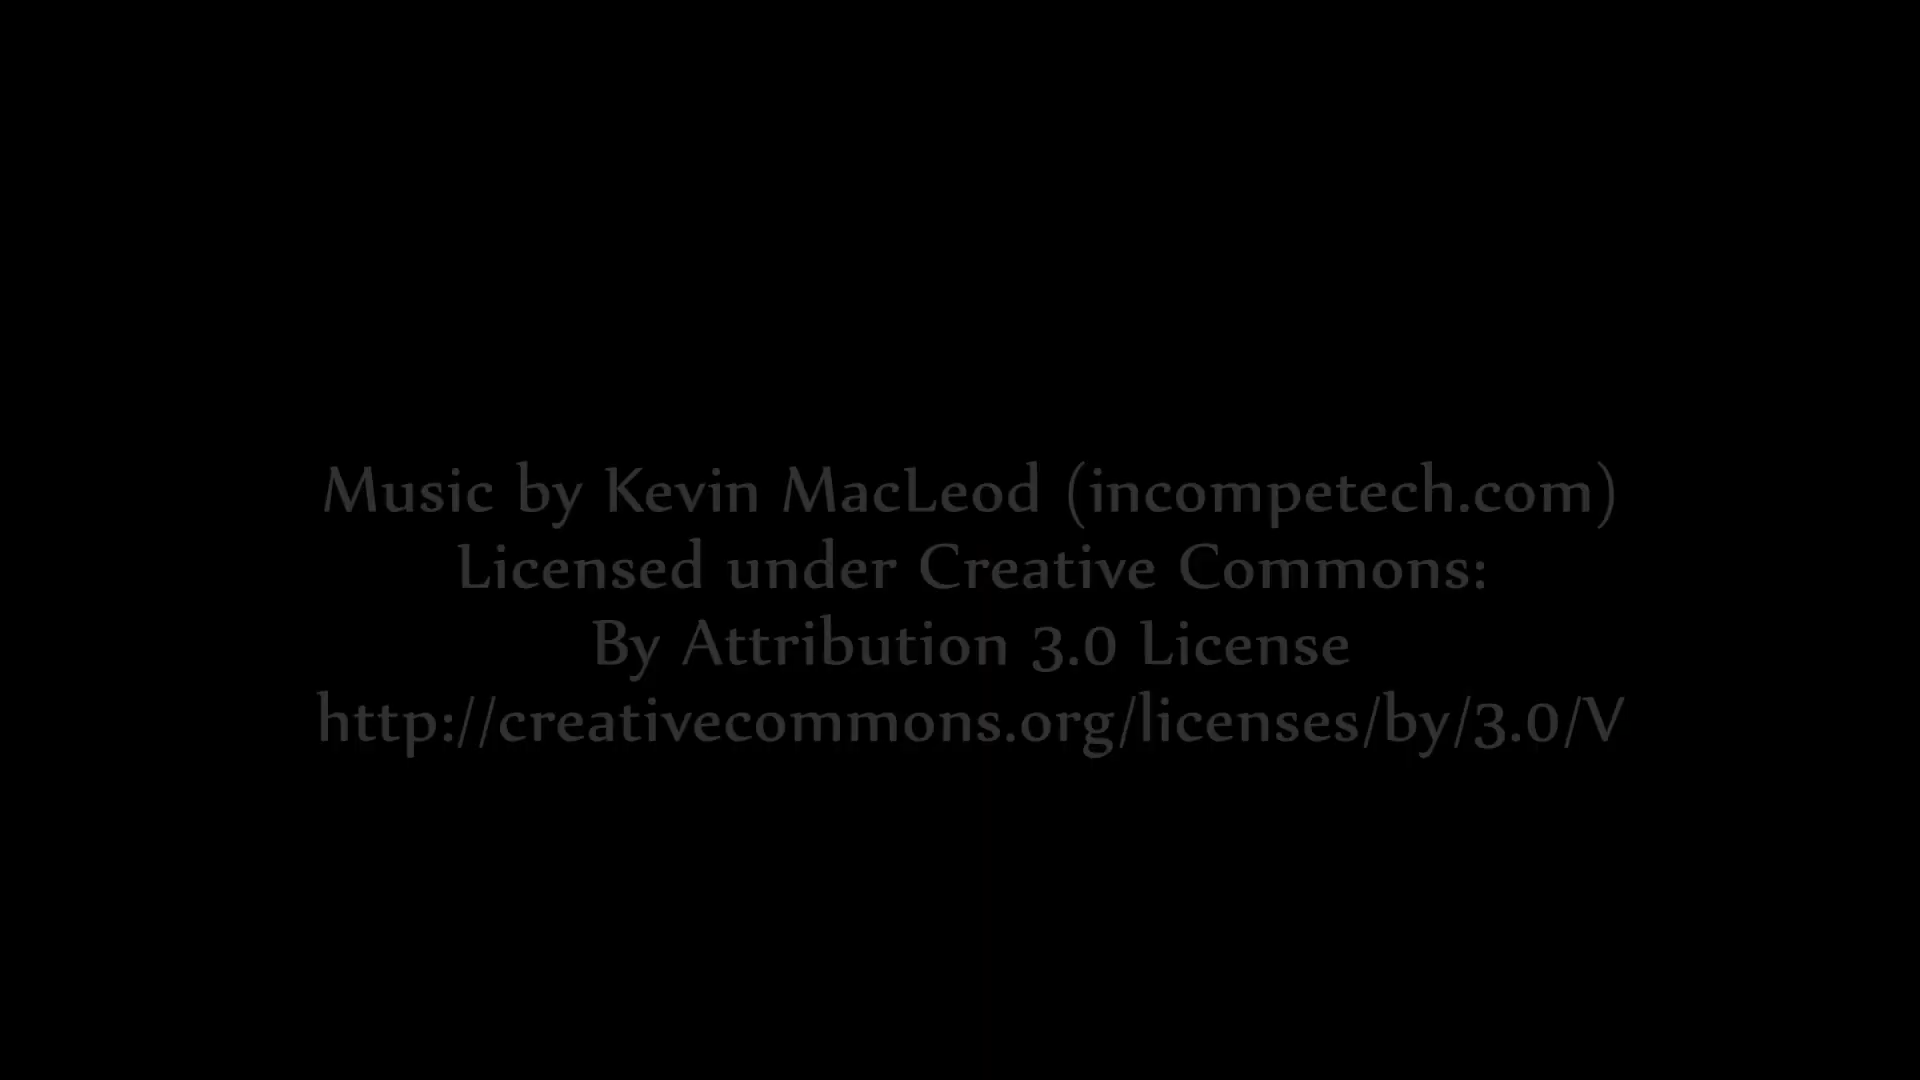 Music by Kevin MacLeod (incompetech.com)
Licensed under Creative Commons:
By Attribution 3.0 License
http://creativecommons.org/licenses/by/3.0/V